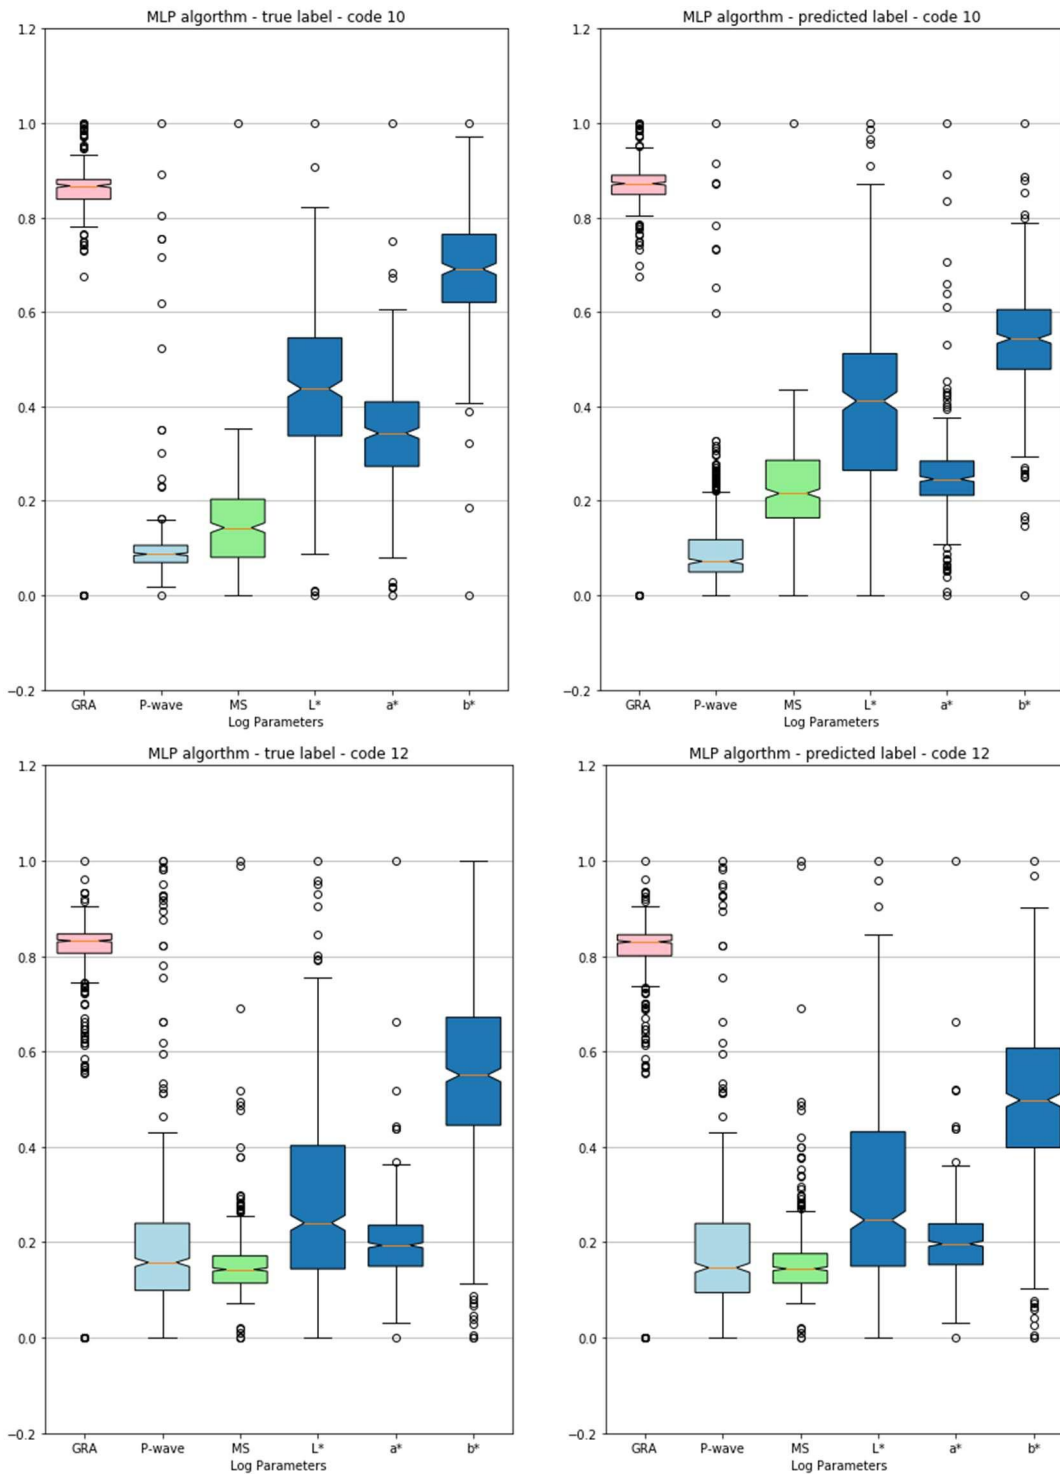 MLP algorthm - true label - code 10
MLP algorthm - predicted label - code 10
1.2
1.0
0.8
0.6
0.4
0.2
0.0
−0.2
GRA P-wave MS L* a* b*
Log Parameters
1.2
1.0
0.8
0.6
0.4
0.2
0.0
−0.2
GRA P-wave MS L* a* b*
Log Parameters
MLP algorthm - true label - code 12
MLP algorthm - predicted label - code 12
1.2
1.0
0.8
0.6
0.4
0.2
0.0
−0.2
GRA P-wave MS L* a* b*
Log Parameters
1.2
1.0
0.8
0.6
0.4
0.2
0.0
−0.2
GRA P-wave MS L* a* b*
Log Parameters